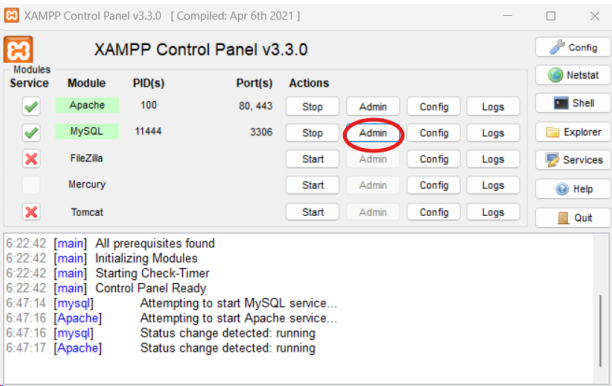 XAMPP Control Panel v3.3.0 [ Compiled: Apr 6th 2021 ]
XAMPP Control Panel v3.3.0
Config
Modules
Service Module PID(s) Port(s) Actions
Netstat
Apache 100 80, 443 Stop Admin Config Logs
Shell
MySQL 11444 3306 Stop Admin Config Logs
Explorer
FileZilla Start Admin Config Logs
Services
Mercury Start Admin Config Logs
Help
Tomcat Start Admin Config Logs
Quit
6:22:42 [main] All prerequisites found
6:22:42 [main] Initializing Modules
6:22:42 [main] Starting Check-Timer
6:22:42 [main] Control Panel Ready
6:47:14 [mysql] Attempting to start MySQL service...
6:47:16 [Apache] Attempting to start Apache service...
6:47:16 [mysql] Status change detected: running
6:47:17 [Apache] Status change detected: running